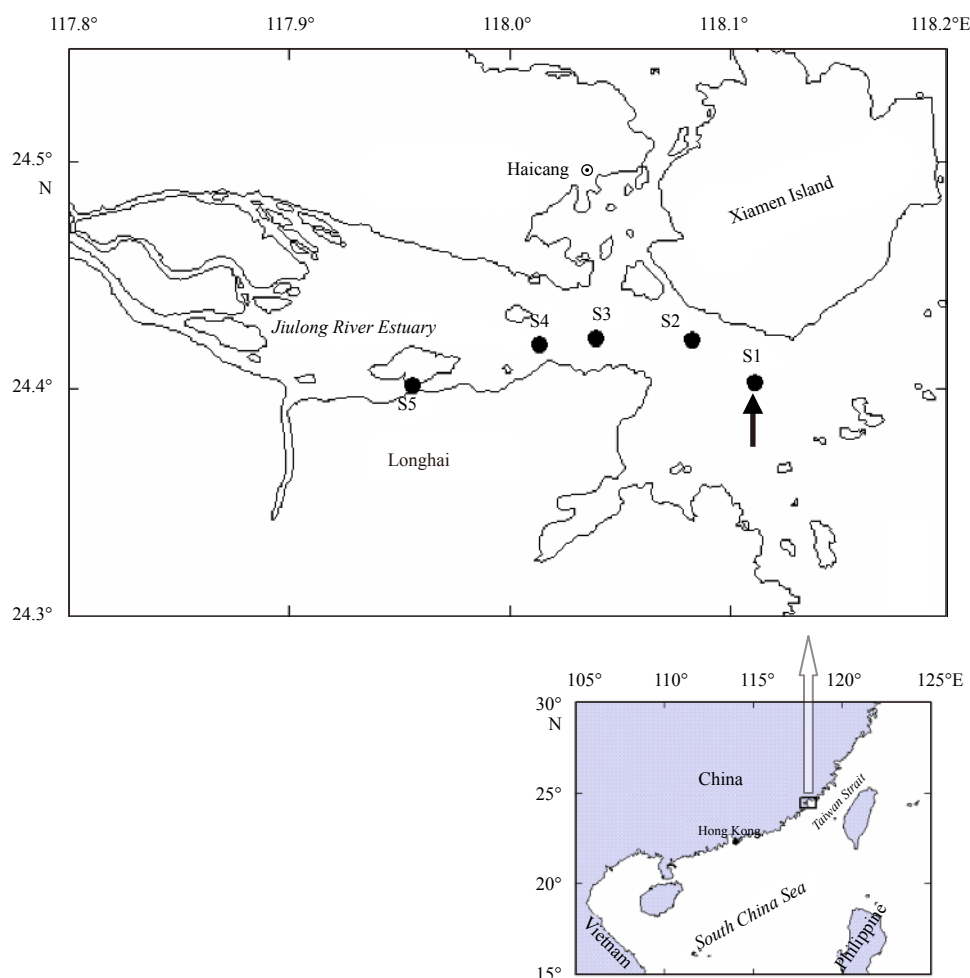 117.8° 117.9° 118.0° 118.1° 118.2°E
24.5°
N
Haicang
Xiamen Island
Jiulong River Estuary
S4 S3 S2
S1
24.4°
S5
Longhai
24.3°
105° 110° 115° 120° 125°E
30°
N
China
25°
Taiwan Strait
Hong Kong
20°
South China Sea
Vietnam
Philippine
15°